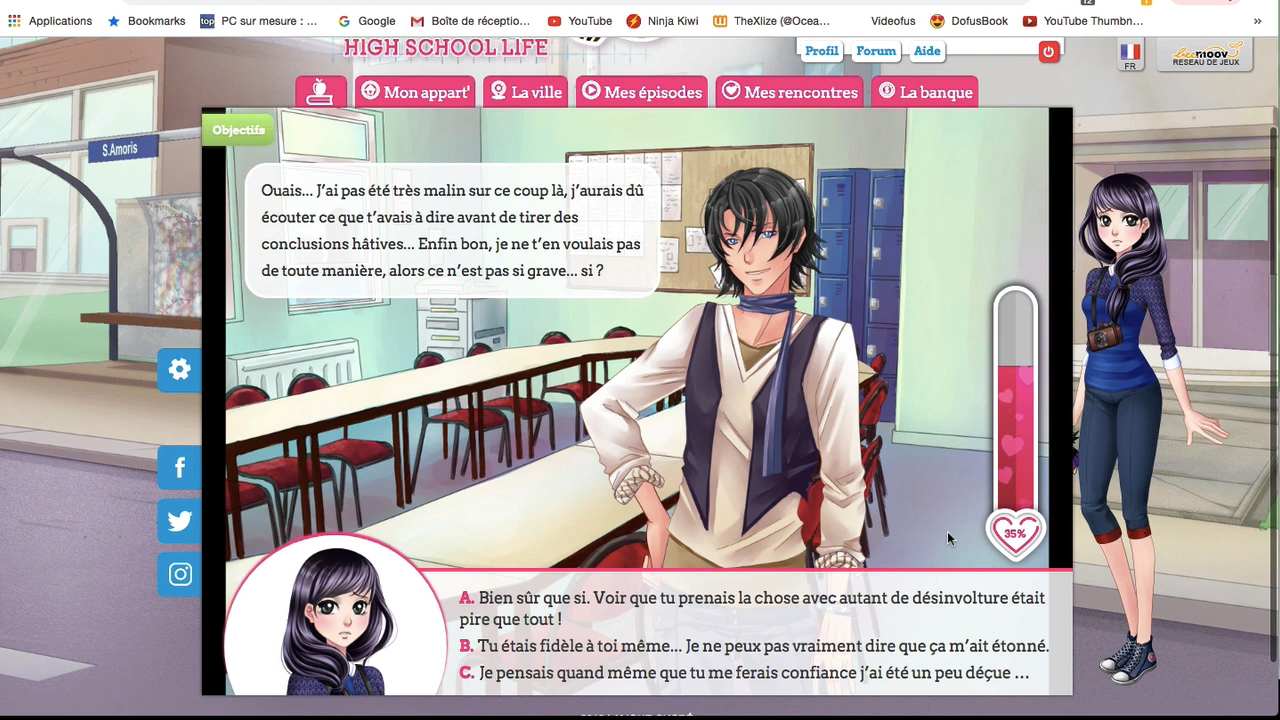 Applications
Bookmarks
top PC sur mesure : ...
Google
Boîte de réceptio...
YouTube
Ninja Kiwi
TheXlize (@Ocea...
Videofus
DofusBook
YouTube Thumbn...
»
HIGH SCHOOL LIFE
Profil
Forum
Aide
FR
beemoov
RESEAU DE JEUX
Mon appart'
La ville
Mes épisodes
Mes rencontres
La banque
Objectifs
S.Amoris
Ouais... J'ai pas été très malin sur ce coup là, j'aurais dû
écouter ce que t'avais à dire avant de tirer des
conclusions hâtives... Enfin bon, je ne t'en voulais pas
de toute manière, alors ce n'est pas si grave... si ?
35%
A. Bien sûr que si. Voir que tu prenais la chose avec autant de désinvolture était
pire que tout !
B. Tu étais fidèle à toi même... Je ne peux pas vraiment dire que ça m'ait étonné.
C. Je pensais quand même que tu me ferais confiance j'ai été un peu déçue ...